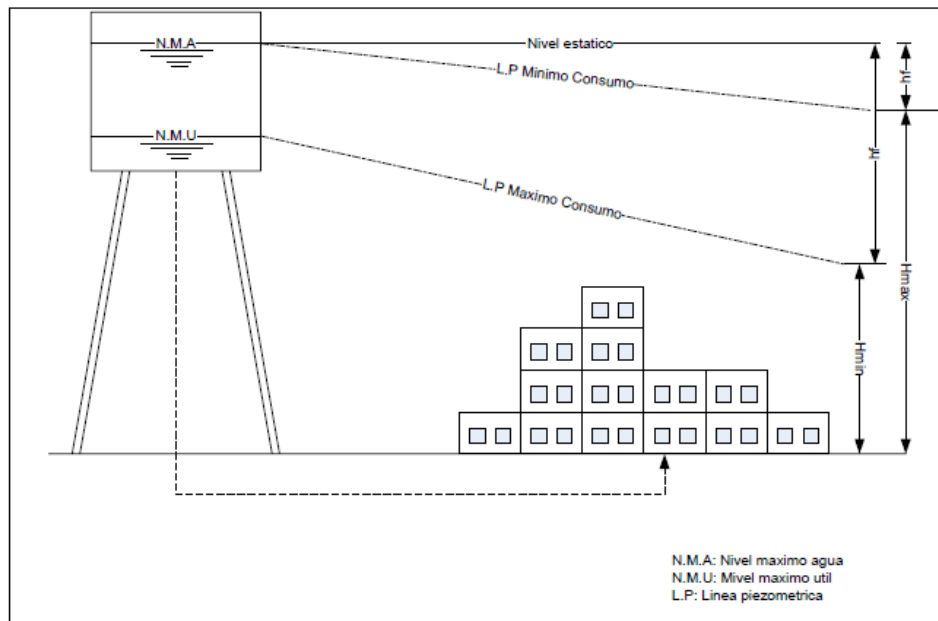 N.M.A
Nivel estatico
L.P Minimo Consumo
hf
hf
N.M.U
L.P Maximo Consumo
Hmax
Hmin
N.M.A: Nivel maximo agua
N.M.U: Mivel maximo util
L.P: Linea piezometrica